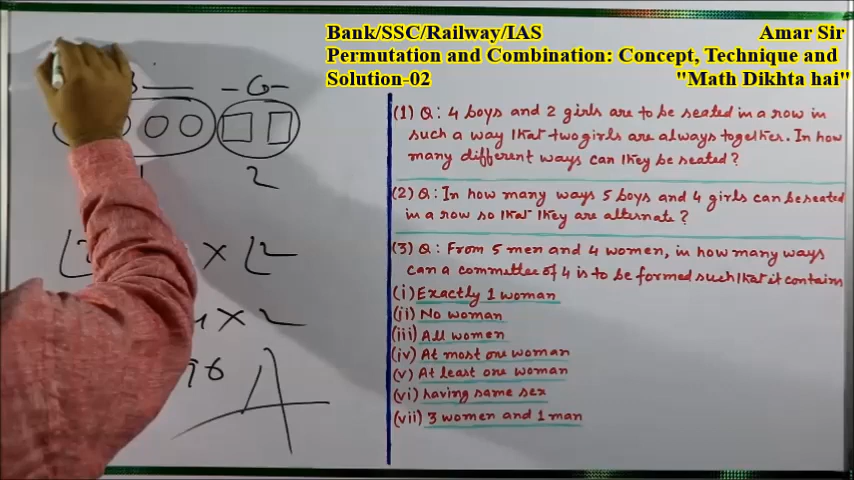 Bank/SSC/Railway/IAS Amar Sir
Permutation and Combination: Concept, Technique and
Solution-02 "Math Dikhta hai"
B G
2
L2 × L2
× 2
96
(1) Q: 4 boys and 2 girls are to be seated in a row in
such a way that two girls are always together. In how
many different ways can they be seated?
(2) Q: In how many ways 5 boys and 4 girls can be seated
in a row so that they are alternate?
(3) Q: From 5 men and 4 women, in how many ways
can a committee of 4 is to be formed such that it contains
(i) Exactly 1 woman
(ii) No woman
(iii) All women
(iv) At most one woman
(v) At least one woman
(vi) having same sex
(vii) 3 women and 1 man